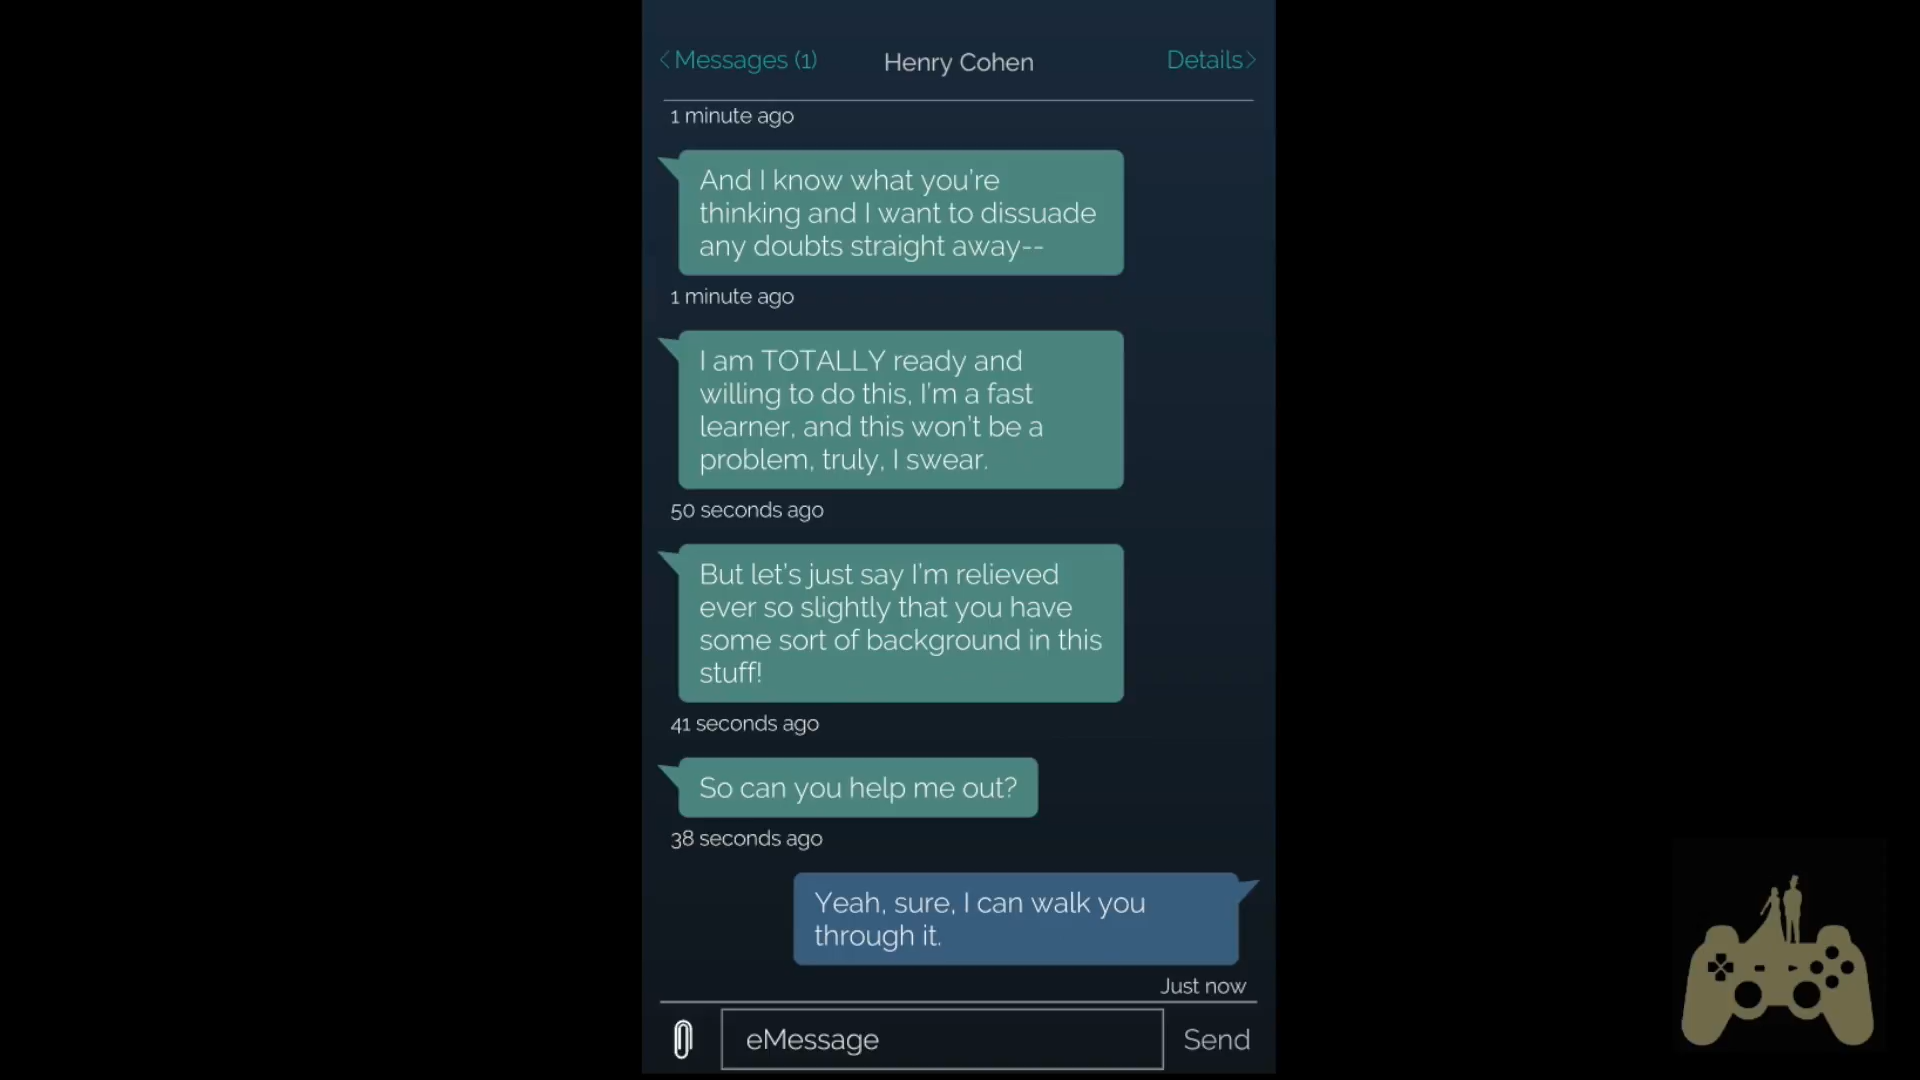 Messages (1)
Henry Cohen
Details
1 minute ago
And I know what you're
thinking and I want to dissuade
any doubts straight away--
1 minute ago
I am TOTALLY ready and
willing to do this, I'm a fast
learner, and this won't be a
problem, truly, I swear.
50 seconds ago
But let's just say I'm relieved
ever so slightly that you have
some sort of background in this
stuff!
41 seconds ago
So can you help me out?
38 seconds ago
Yeah, sure, I can walk you
through it.
Just now
eMessage
Send